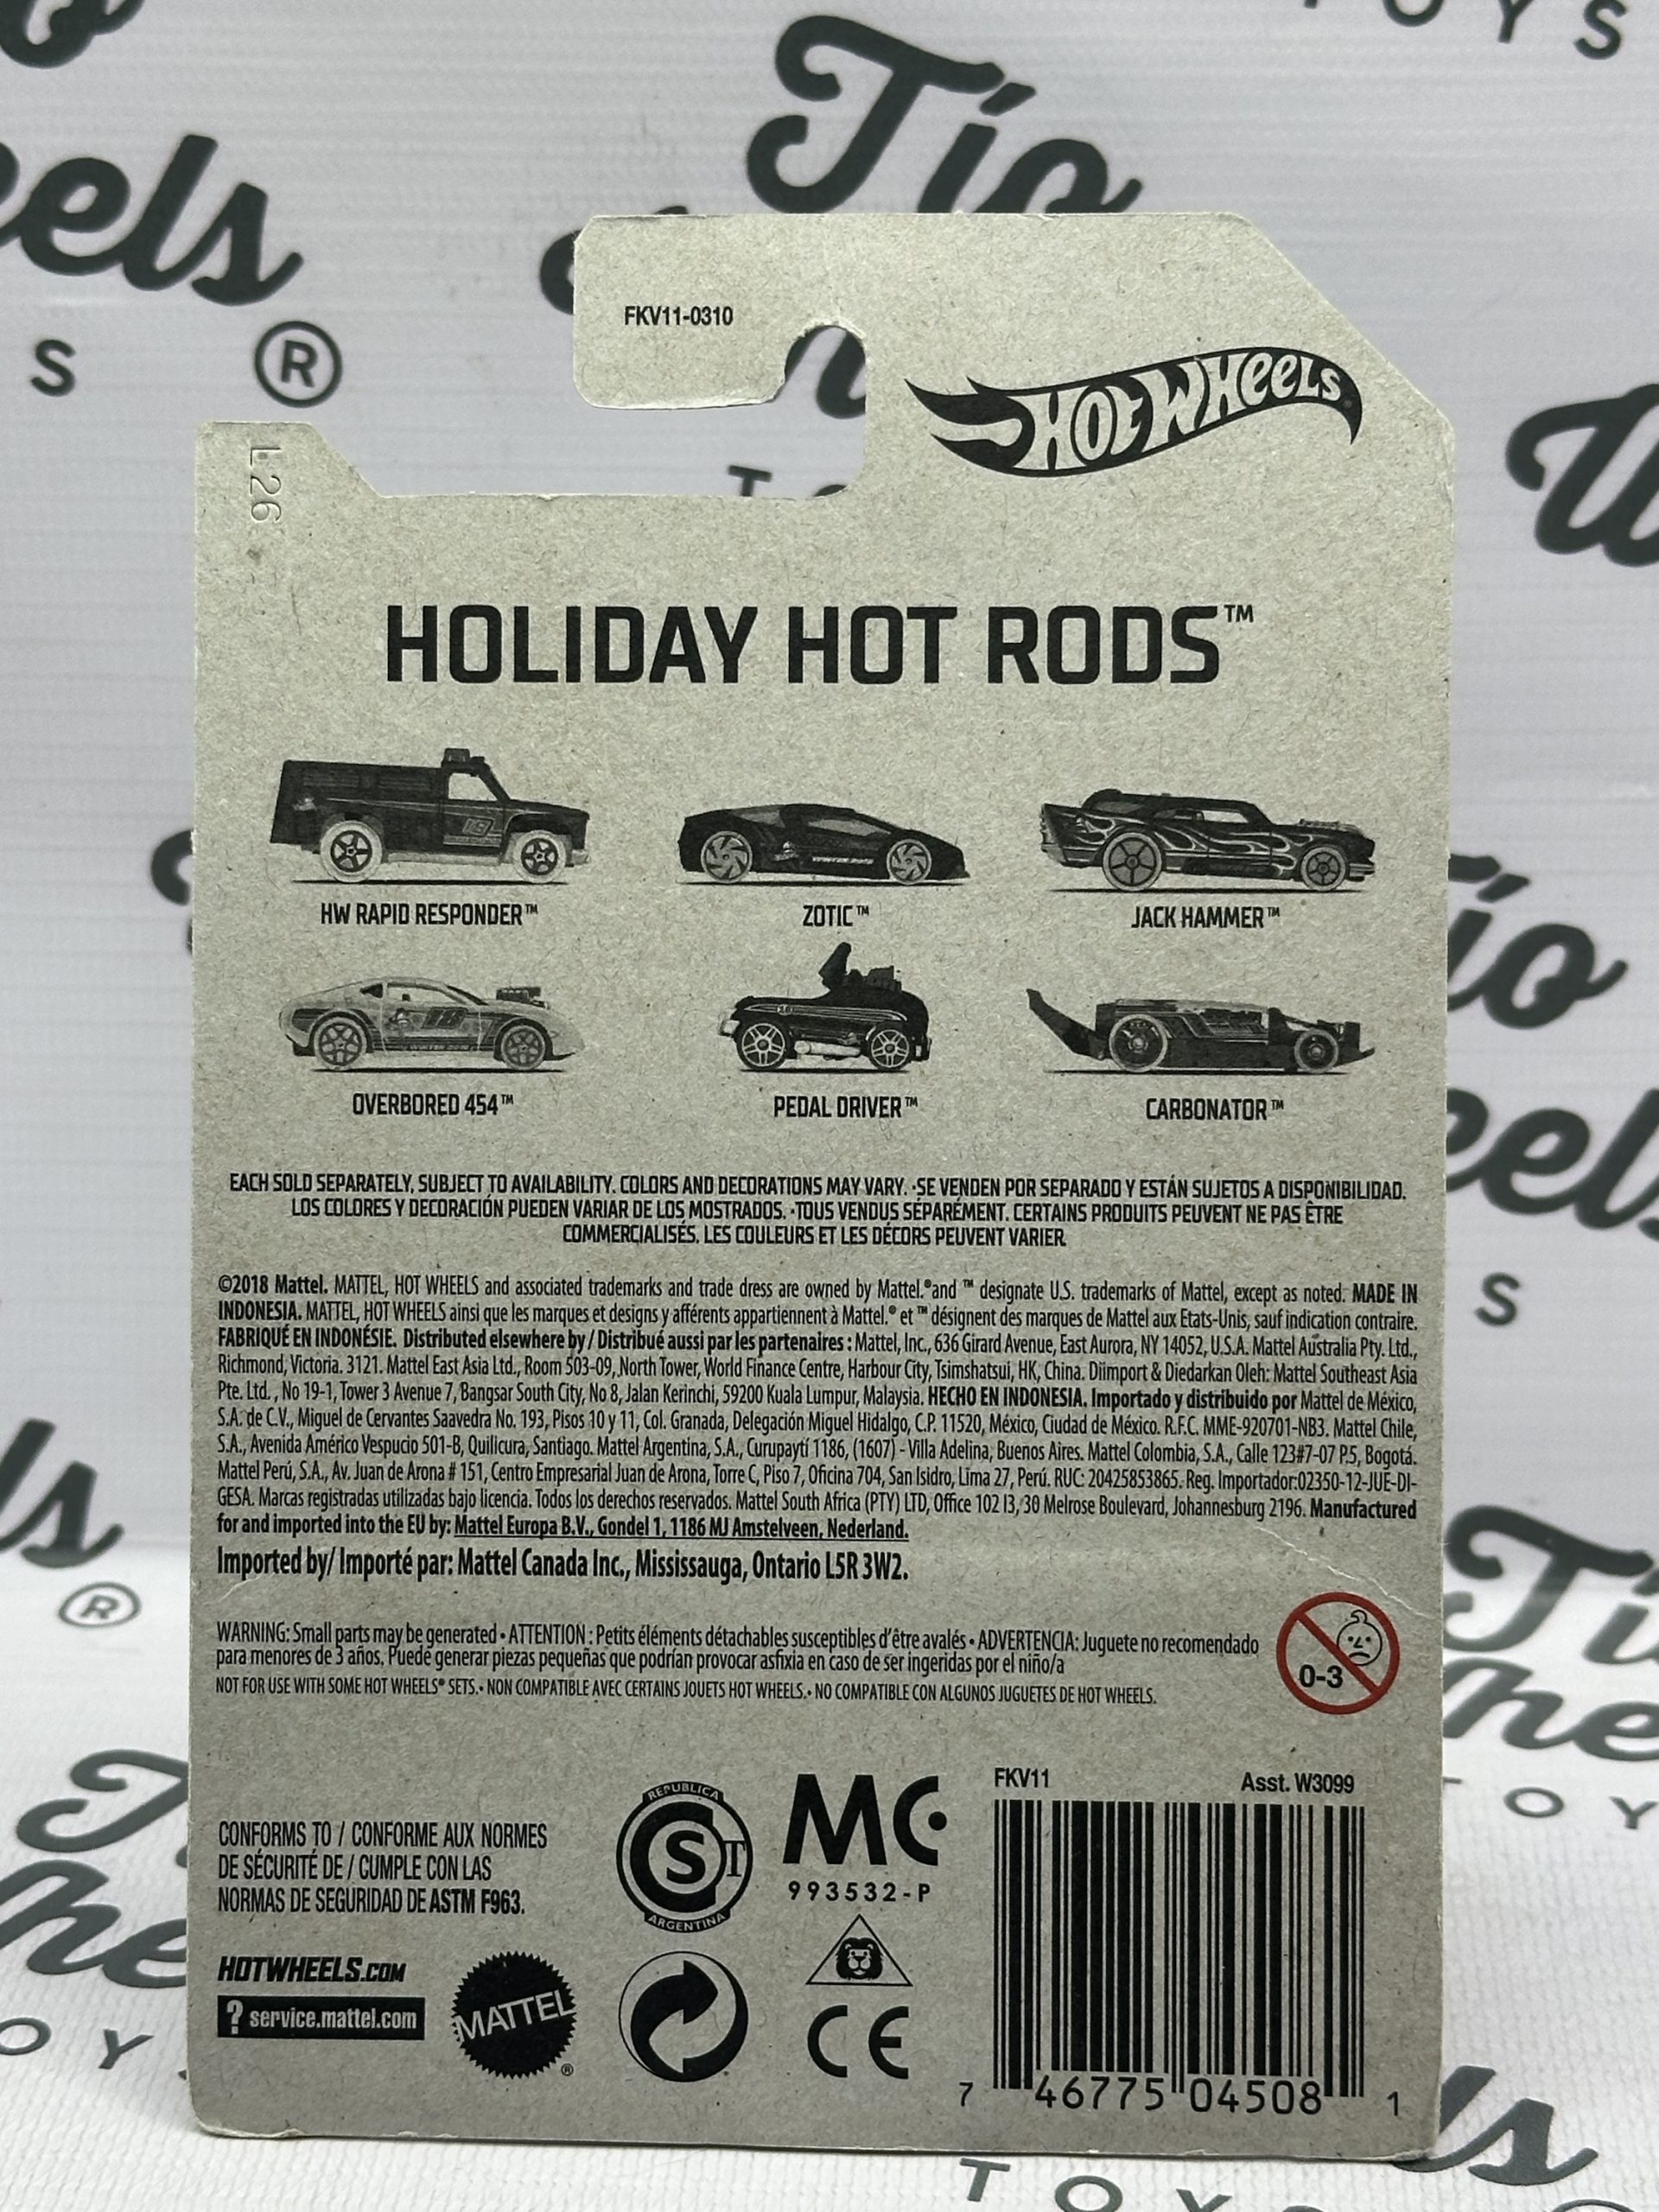 TOYS
Tío
Wheels
eels
S ®
FKV11-0310
HOT WHEELS
L26
HOLIDAY HOT RODS™
HW RAPID RESPONDER™
ZOTIC™
JACK HAMMER™
OVERBORED 454™
PEDAL DRIVER™
CARBONATOR™
EACH SOLD SEPARATELY, SUBJECT TO AVAILABILITY. COLORS AND DECORATIONS MAY VARY. ·SE VENDEN POR SEPARADO Y ESTÁN SUJETOS A DISPONIBILIDAD.
LOS COLORES Y DECORACIÓN PUEDEN VARIAR DE LOS MOSTRADOS. ·TOUS VENDUS SÉPARÉMENT. CERTAINS PRODUITS PEUVENT NE PAS ÊTRE
COMMERCIALISÉS. LES COULEURS ET LES DÉCORS PEUVENT VARIER
©2018 Mattel. MATTEL, HOT WHEELS and associated trademarks and trade dress are owned by Mattel.®and ™ designate U.S. trademarks of Mattel, except as noted. MADE IN
INDONESIA. MATTEL, HOT WHEELS ainsi que les marques et designs y afférents appartiennent à Mattel.® et ™ désignent des marques de Mattel aux Etats-Unis, sauf indication contraire.
FABRIQUÉ EN INDONÉSIE. Distributed elsewhere by / Distribué aussi par les partenaires : Mattel, Inc., 636 Girard Avenue, East Aurora, NY 14052, U.S.A. Mattel Australia Pty. Ltd.,
Richmond, Victoria. 3121. Mattel East Asia Ltd., Room 503-09, North Tower, World Finance Centre, Harbour City, Tsimshatsui, HK, China. Diimport & Diedarkan Oleh: Mattel Southeast Asia
Pte. Ltd. , No 19-1, Tower 3 Avenue 7, Bangsar South City, No 8, Jalan Kerinchi, 59200 Kuala Lumpur, Malaysia. HECHO EN INDONESIA. Importado y distribuido por Mattel de México,
S.A. de C.V., Miguel de Cervantes Saavedra No. 193, Pisos 10 y 11, Col. Granada, Delegación Miguel Hidalgo, C.P. 11520, México, Ciudad de México. R.F.C. MME-920701-NB3. Mattel Chile,
S.A., Avenida Américo Vespucio 501-B, Quilicura, Santiago. Mattel Argentina, S.A., Curupaytí 1186, (1607) - Villa Adelina, Buenos Aires. Mattel Colombia, S.A., Calle 123#7-07 P.5, Bogotá.
Mattel Perú, S.A., Av. Juan de Arona # 151, Centro Empresarial Juan de Arona, Torre C, Piso 7, Oficina 704, San Isidro, Lima 27, Perú. RUC: 20425853865. Reg. Importador:02350-12-JUE-DI-
GESA. Marcas registradas utilizadas bajo licencia. Todos los derechos reservados. Mattel South Africa (PTY) LTD, Office 102 I3, 30 Melrose Boulevard, Johannesburg 2196. Manufactured
for and imported into the EU by: Mattel Europa B.V., Gondel 1, 1186 MJ Amstelveen, Nederland.
Imported by/ Importé par: Mattel Canada Inc., Mississauga, Ontario L5R 3W2.
WARNING: Small parts may be generated • ATTENTION : Petits éléments détachables susceptibles d'être avalés • ADVERTENCIA: Juguete no recomendado
para menores de 3 años. Puede generar piezas pequeñas que podrían provocar asfixia en caso de ser ingeridas por el niño/a
NOT FOR USE WITH SOME HOT WHEELS® SETS.• NON COMPATIBLE AVEC CERTAINS JOUETS HOT WHEELS.• NO COMPATIBLE CON ALGUNOS JUGUETES DE HOT WHEELS.
0-3
CONFORMS TO / CONFORME AUX NORMES
DE SÉCURITÉ DE / CUMPLE CON LAS
NORMAS DE SEGURIDAD DE ASTM F963.
HOTWHEELS.COM
? service.mattel.com
MATTEL®
REPUBLICA
CST
ARGENTINA
MC
993532-P
CE
FKV11 Asst. W3099
7 46775 04508 1